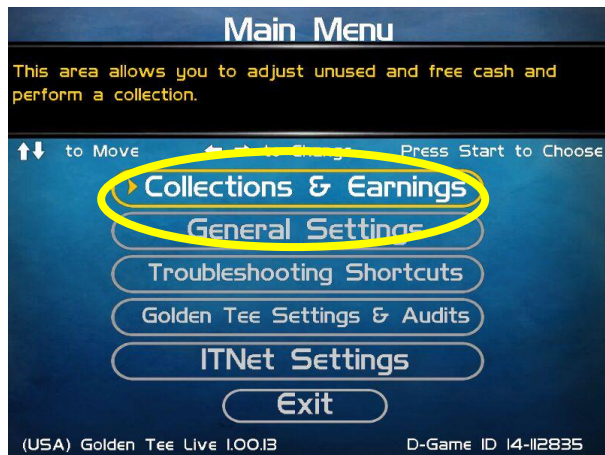 Main Menu
This area allows you to adjust unused and free cash and
perform a collection.
⬆⬇ to Move ⬅ ➡ to Change Press Start to Choose
Collections & Earnings
General Settings
Troubleshooting Shortcuts
Golden Tee Settings & Audits
ITNet Settings
Exit
(USA) Golden Tee Live 1.00.13 D-Game ID 14-112835